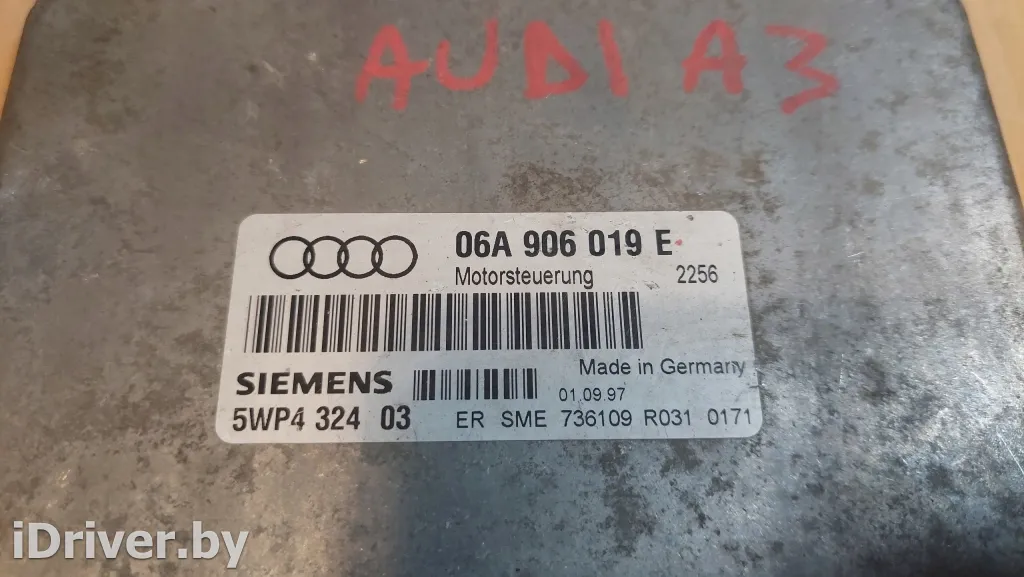 AUDI A3
06A 906 019 E
Motorsteuerung 2256
Made in Germany
SIEMENS 01.09.97
5WP4 324 03 ER SME 736109 R031 0171
iDriver.by